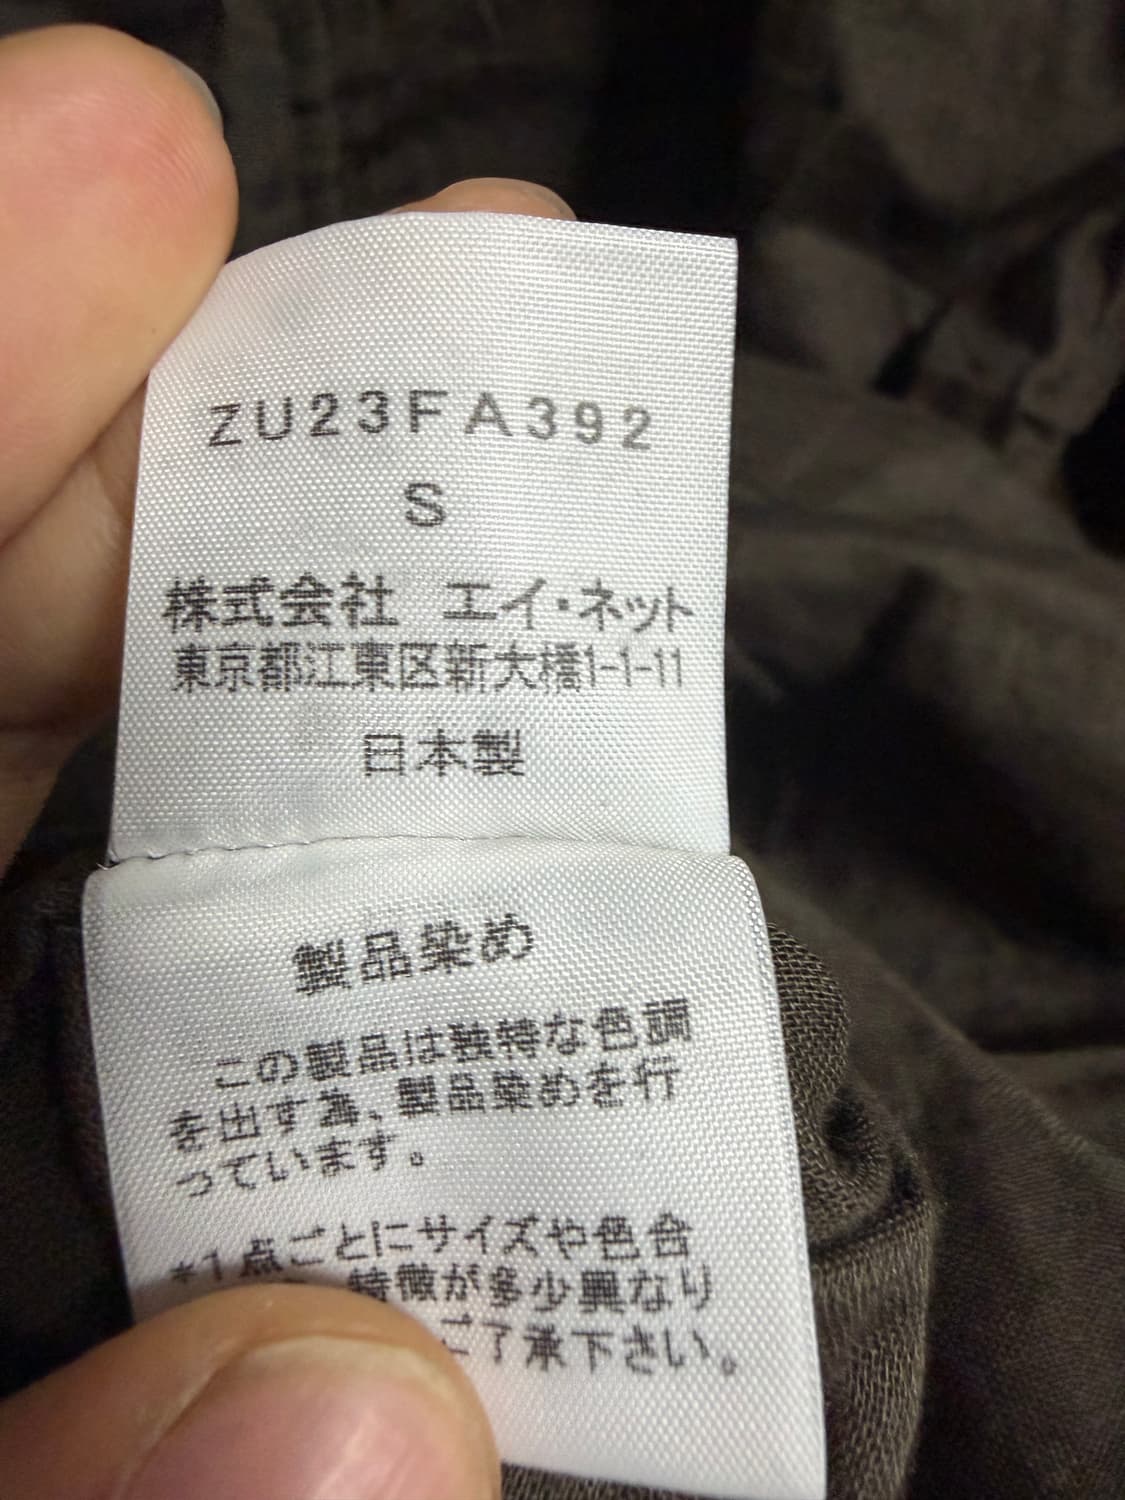 ZU23FA392
S
株式会社 エイ・ネット
東京都江東区新大橋1-1-11
日本製
製品染め
この製品は独特な色調
を出す為、製品染めを行
っています。
*1点ごとにサイズや色合
特徴が多少異なり
ご了承下さい。